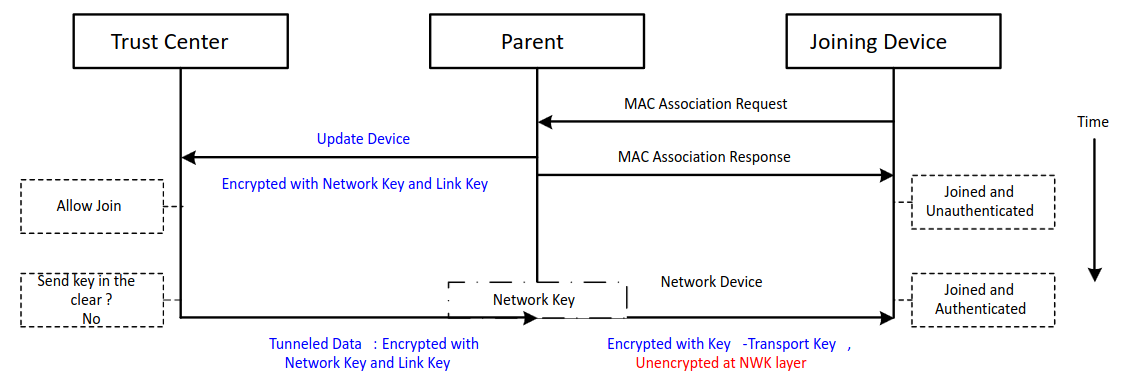 Trust Center
Parent
Joining Device
MAC Association Request
Time
Update Device
MAC Association Response
Encrypted with Network Key and Link Key
Allow Join
Joined and
Unauthenticated
Send key in the
clear ?
No
Network Key
Network Device
Joined and
Authenticated
Tunneled Data : Encrypted with
Network Key and Link Key
Encrypted with Key -Transport Key ,
Unencrypted at NWK layer